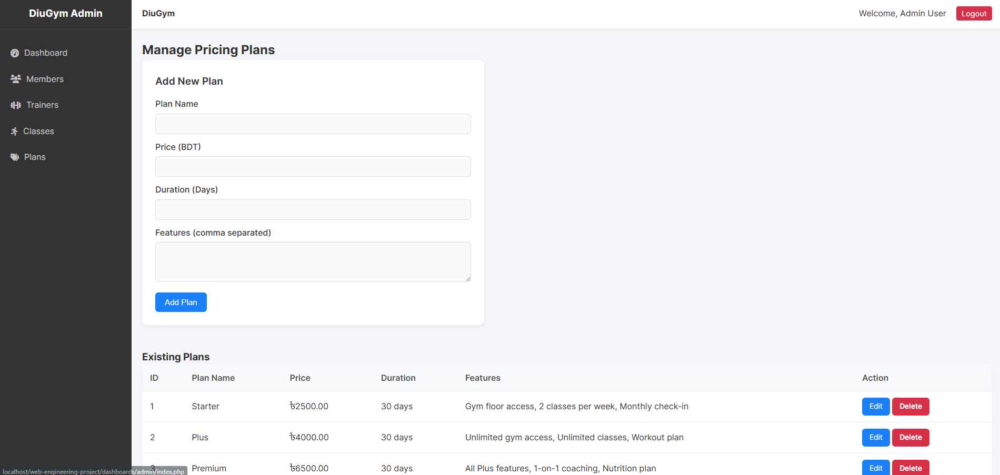 DiuGym Admin
DiuGym
Welcome, Admin User
Logout
Dashboard
Members
Trainers
Classes
Plans
Manage Pricing Plans
Add New Plan
Plan Name
Price (BDT)
Duration (Days)
Features (comma separated)
Add Plan
Existing Plans
ID Plan Name Price Duration Features Action
1 Starter ৳2500.00 30 days Gym floor access, 2 classes per week, Monthly check-in Edit Delete
2 Plus ৳4000.00 30 days Unlimited gym access, Unlimited classes, Workout plan Edit Delete
3 Premium ৳6500.00 30 days All Plus features, 1-on-1 coaching, Nutrition plan Edit Delete
localhost/web-engineering-project/dashboards/admin/index.php